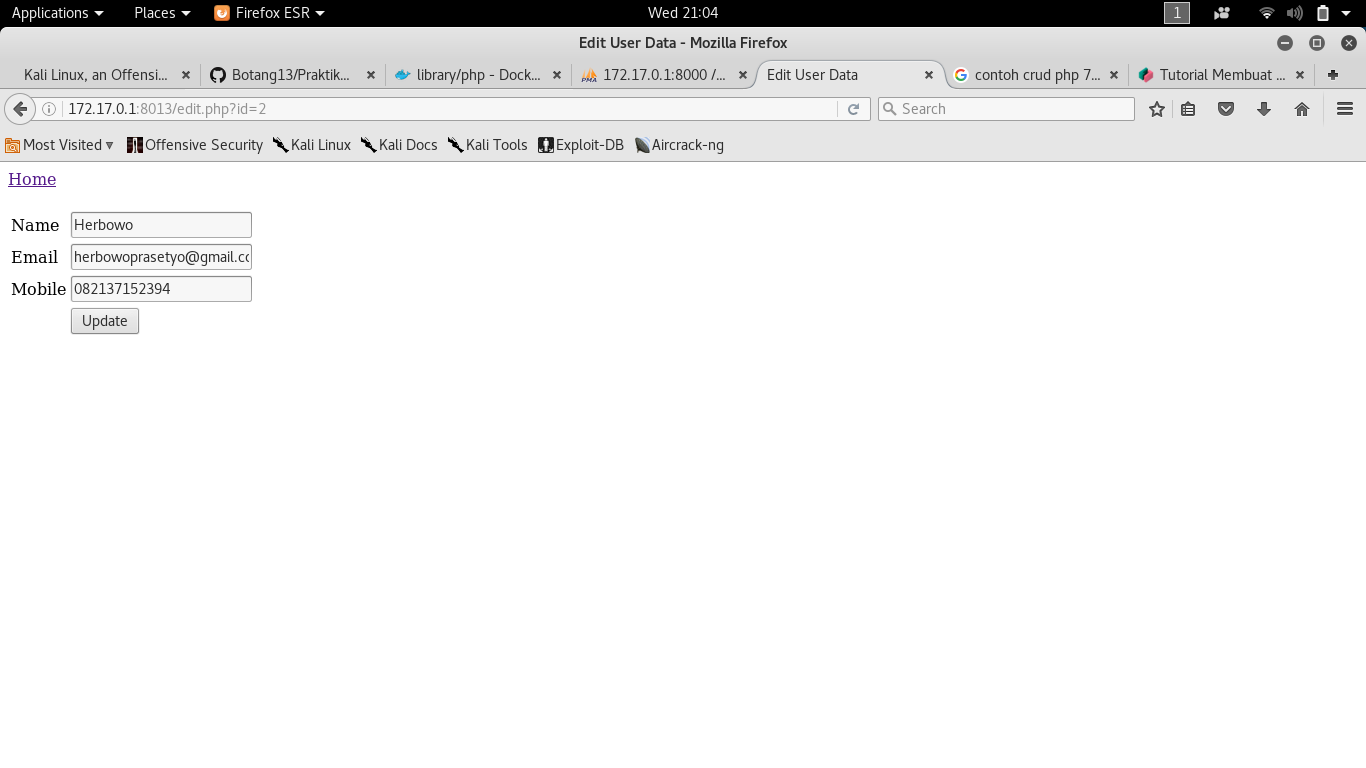 Applications Places Firefox ESR Wed 21:04 1
Edit User Data - Mozilla Firefox
Kali Linux, an Offensi... Botang13/Praktik... library/php - Dock... 172.17.0.1:8000 /... Edit User Data contoh crud php 7... Tutorial Membuat ...
172.17.0.1:8013/edit.php?id=2 Search
Most Visited Offensive Security Kali Linux Kali Docs Kali Tools Exploit-DB Aircrack-ng
Home
Name Herbowo
Email herbowoprasetyo@gmail.co
Mobile 082137152394
Update